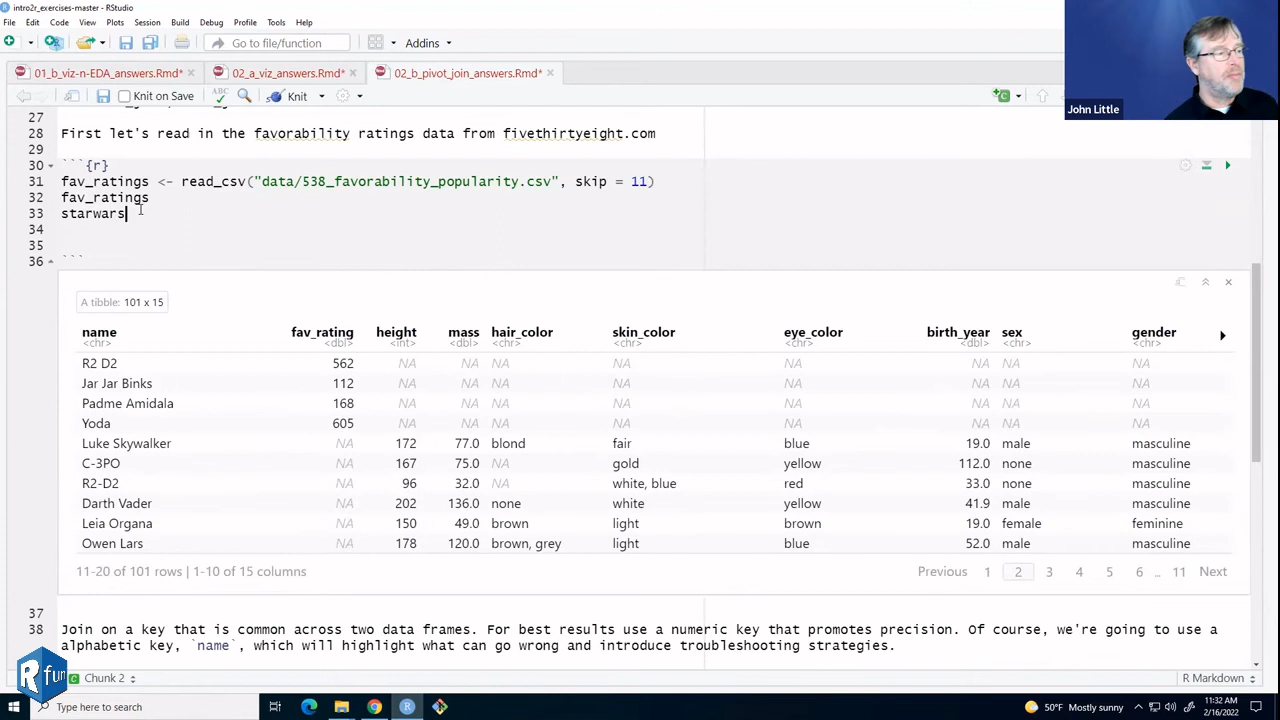 intro2r_exercises-master - RStudio
File Edit Code View Plots Session Build Debug Profile Tools Help
Go to file/function Addins
01_b_viz-n-EDA_answers.Rmd* 02_a_viz_answers.Rmd* 02_b_pivot_join_answers.Rmd*
Knit on Save ABC Knit
27
28 First let's read in the favorability ratings data from fivethirtyeight.com
29
30 ```{r}
31 fav_ratings <- read_csv("data/538_favorability_popularity.csv", skip = 11)
32 fav_ratings
33 starwars
34
35
36 ```
A tibble: 101 x 15
name fav_rating height mass hair_color skin_color eye_color birth_year sex gender
<chr> <dbl> <int> <dbl> <chr> <chr> <chr> <dbl> <chr> <chr>
R2 D2 562 NA NA NA NA NA NA NA NA
Jar Jar Binks 112 NA NA NA NA NA NA NA NA
Padme Amidala 168 NA NA NA NA NA NA NA NA
Yoda 605 NA NA NA NA NA NA NA NA
Luke Skywalker NA 172 77.0 blond fair blue 19.0 male masculine
C-3PO NA 167 75.0 NA gold yellow 112.0 none masculine
R2-D2 NA 96 32.0 NA white, blue red 33.0 none masculine
Darth Vader NA 202 136.0 none white yellow 41.9 male masculine
Leia Organa NA 150 49.0 brown light brown 19.0 female feminine
Owen Lars NA 178 120.0 brown, grey light blue 52.0 male masculine
11-20 of 101 rows | 1-10 of 15 columns Previous 1 2 3 4 5 6 .. 11 Next
37
38 Join on a key that is common across two data frames. For best results use a numeric key that promotes precision. Of course, we're going to use a
alphabetic key, `name`, which will highlight what can go wrong and introduce troubleshooting strategies.
Chunk 2 R Markdown
Type here to search 50°F Mostly sunny 11:32 AM
2/16/2022
John Little
R fun